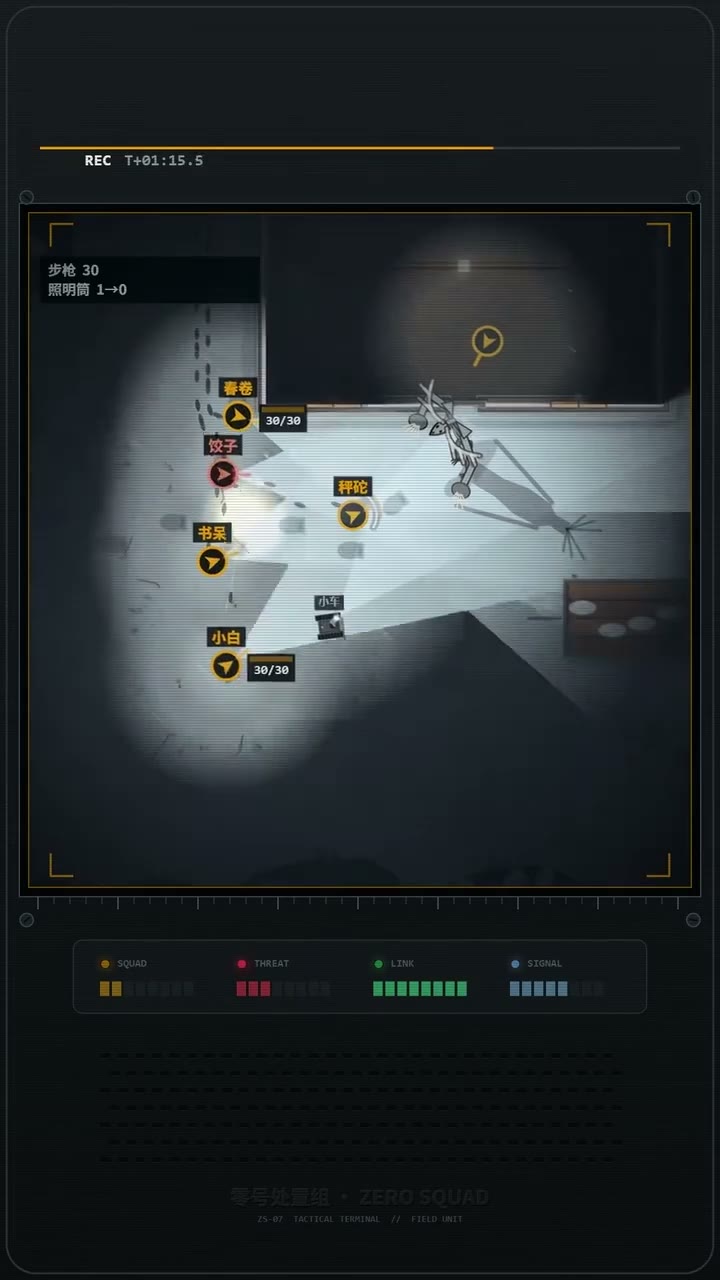 REC T+01:15.5
步枪 30
照明筒 1→0
春卷
30/30
饺子
秤砣
书呆
小车
小白
30/30
SQUAD THREAT LINK SIGNAL
零号处置组 · ZERO SQUAD
ZS-07 TACTICAL TERMINAL // FIELD UNIT